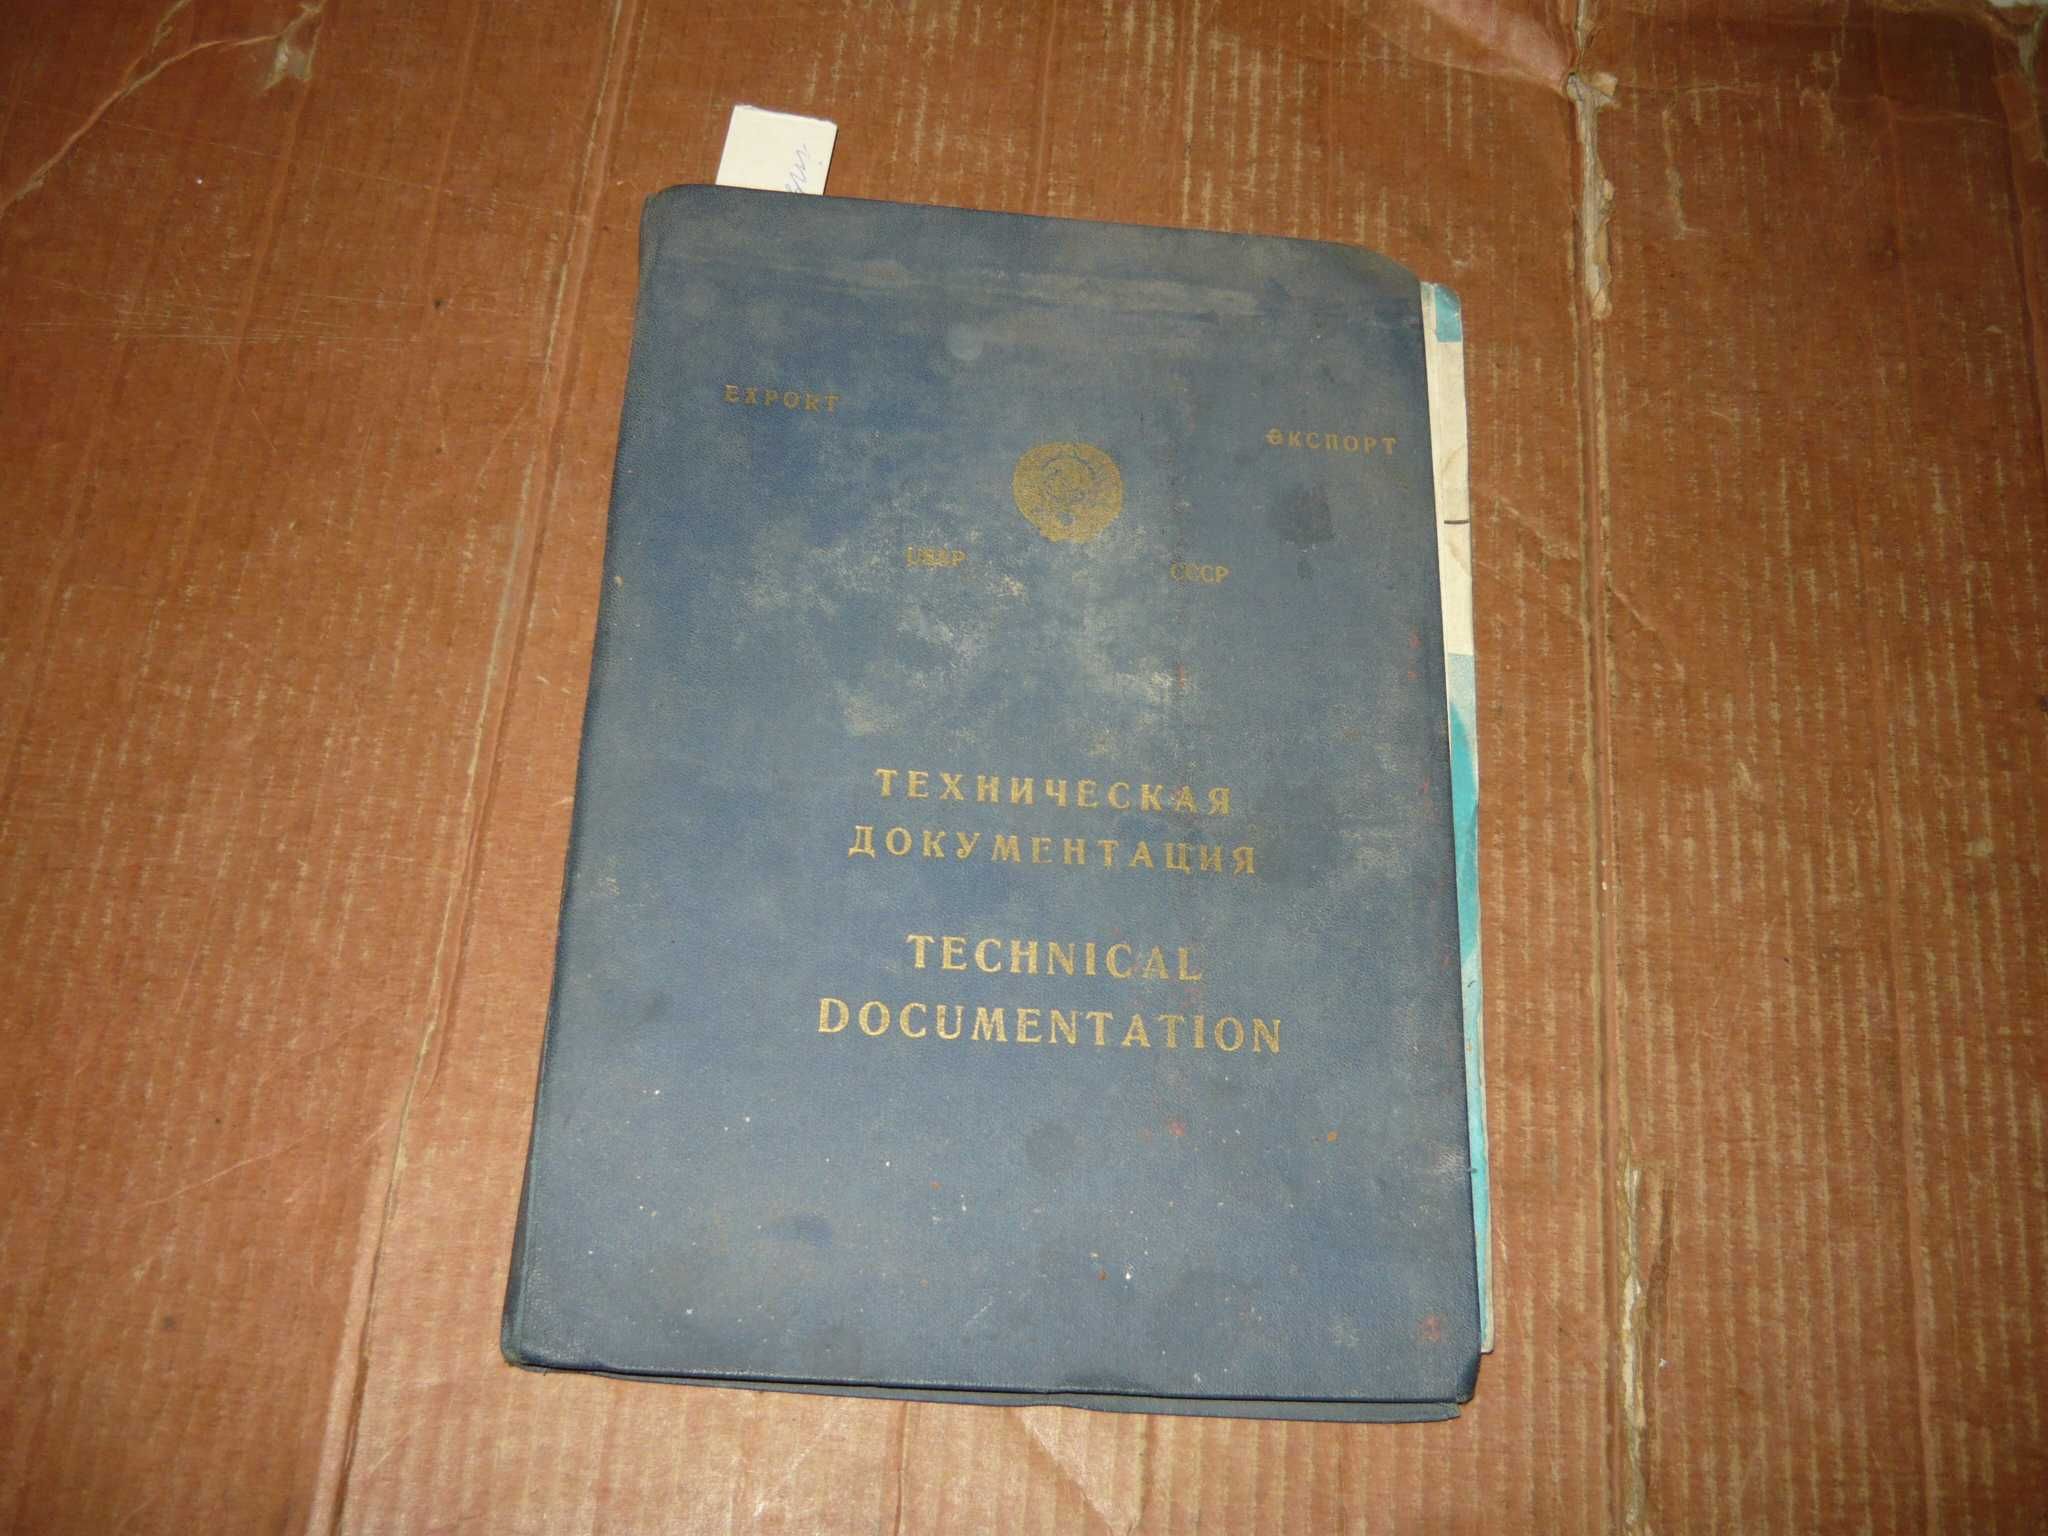 EXPORT
ЭКСПОРТ
USSR
СССР
ТЕХНИЧЕСКАЯ
ДОКУМЕНТАЦИЯ
TECHNICAL
DOCUMENTATION